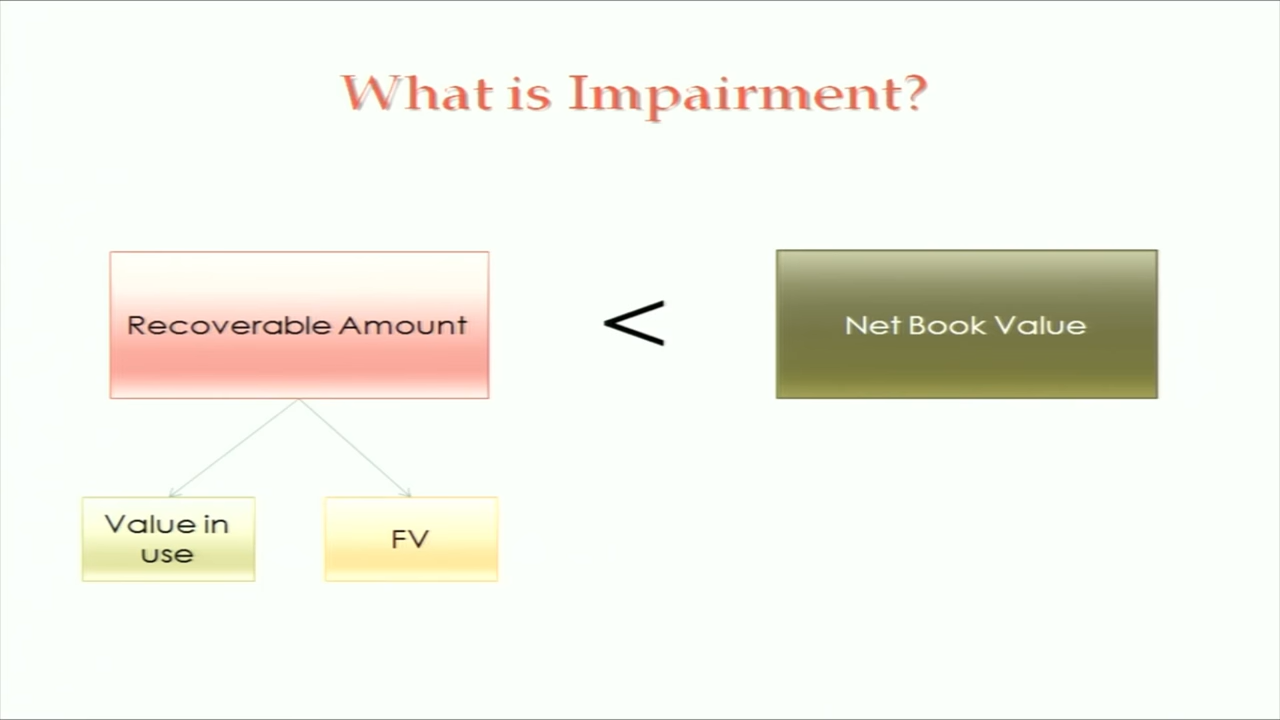 What is Impairment?
Recoverable Amount
<
Net Book Value
Value in
use
FV